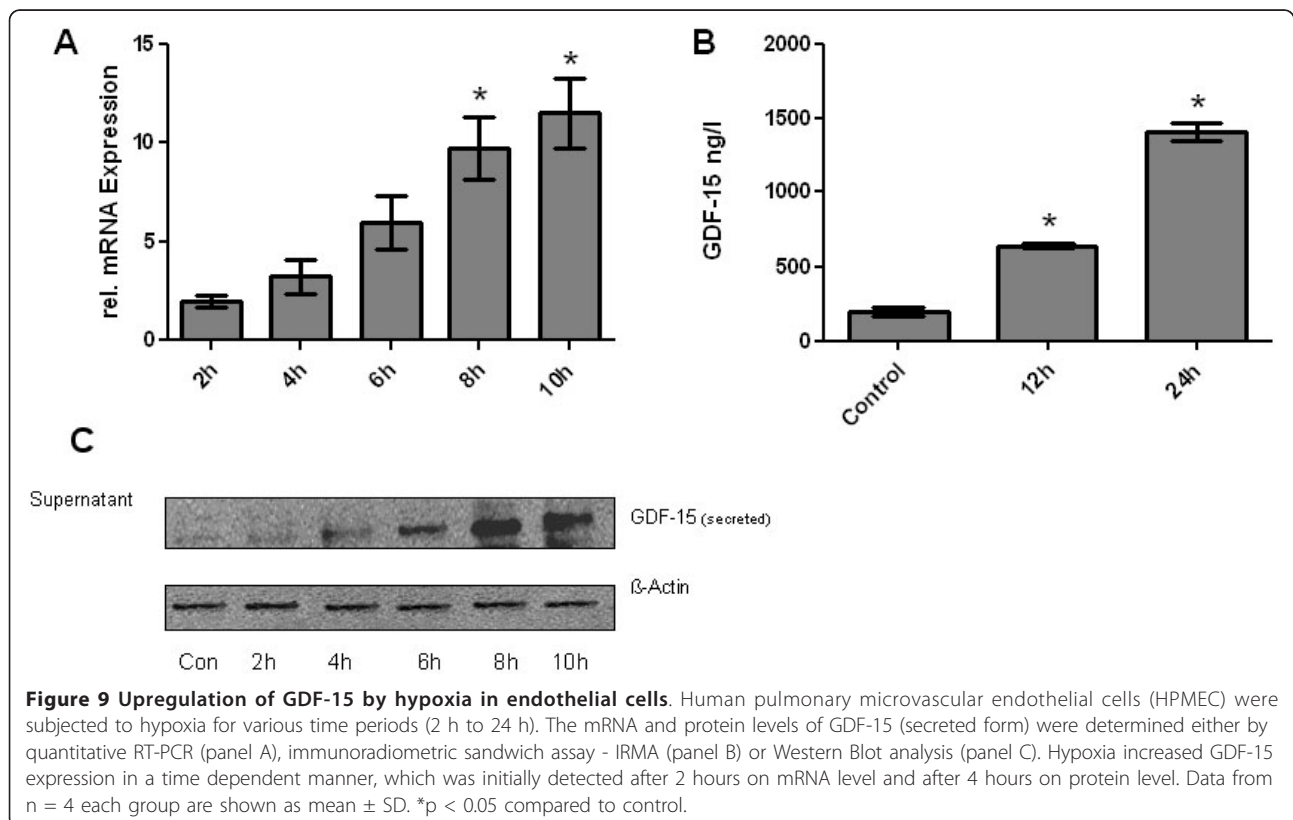 A
B
15
10
5
0
rel. mRNA Expression
*
*
2h
4h
6h
8h
10h
2000
1500
1000
500
0
GDF-15 ng/l
*
*
Control
12h
24h
C
Supernatant
GDF-15 (secreted)
ß-Actin
Con 2h 4h 6h 8h 10h
Figure 9 Upregulation of GDF-15 by hypoxia in endothelial cells. Human pulmonary microvascular endothelial cells (HPMEC) were
subjected to hypoxia for various time periods (2 h to 24 h). The mRNA and protein levels of GDF-15 (secreted form) were determined either by
quantitative RT-PCR (panel A), immunoradiometric sandwich assay - IRMA (panel B) or Western Blot analysis (panel C). Hypoxia increased GDF-15
expression in a time dependent manner, which was initially detected after 2 hours on mRNA level and after 4 hours on protein level. Data from
n = 4 each group are shown as mean ± SD. *p < 0.05 compared to control.